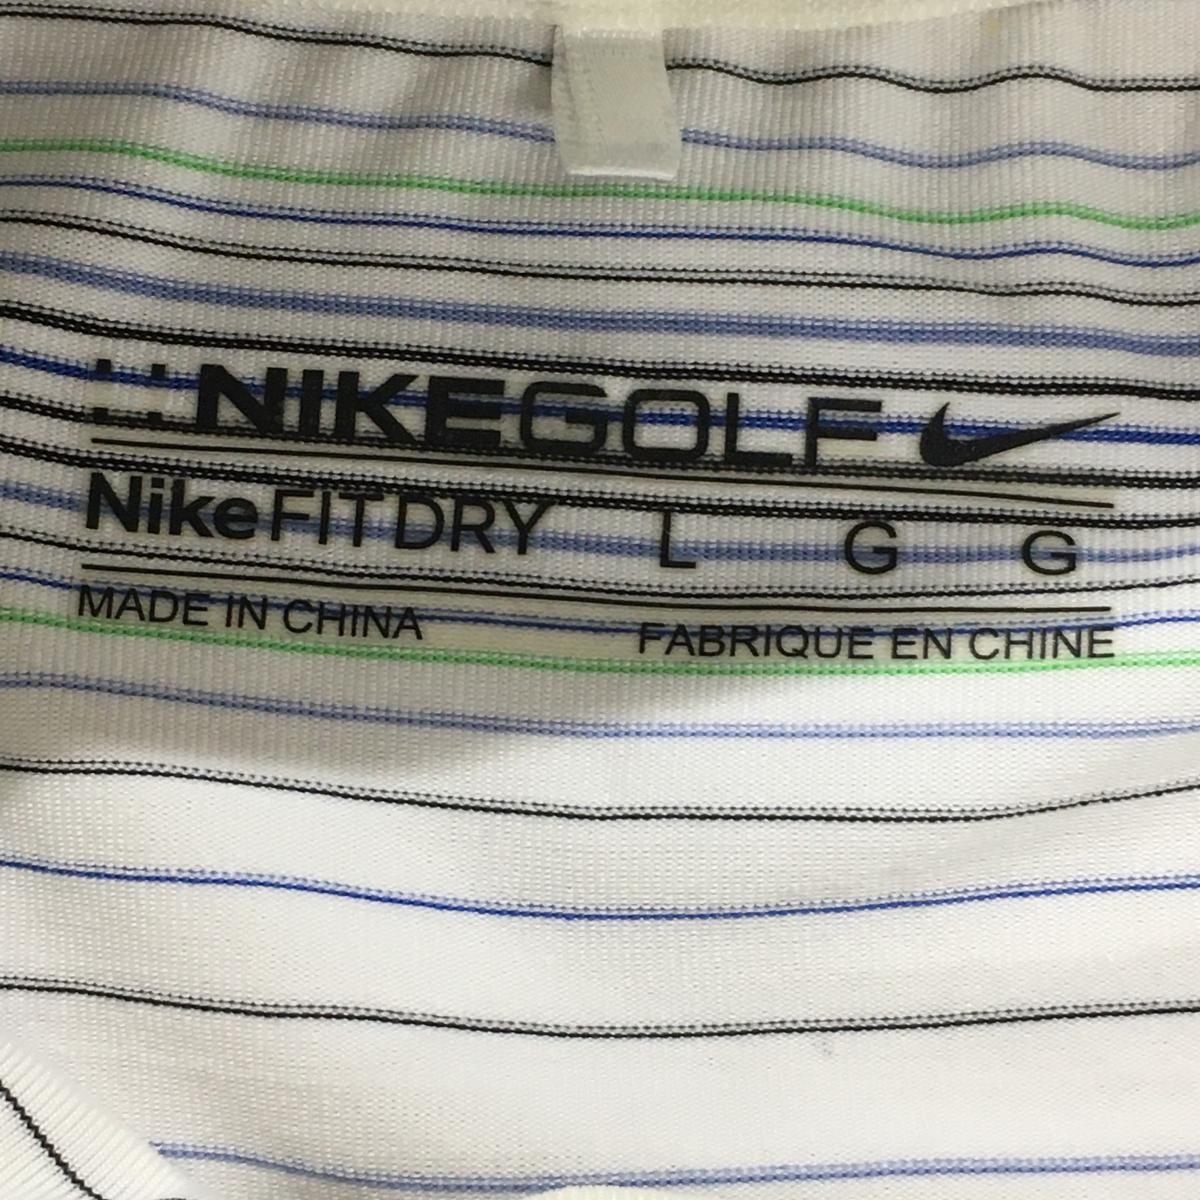 NIKEGOLF
NikeFITDRY L G G
MADE IN CHINA FABRIQUE EN CHINE